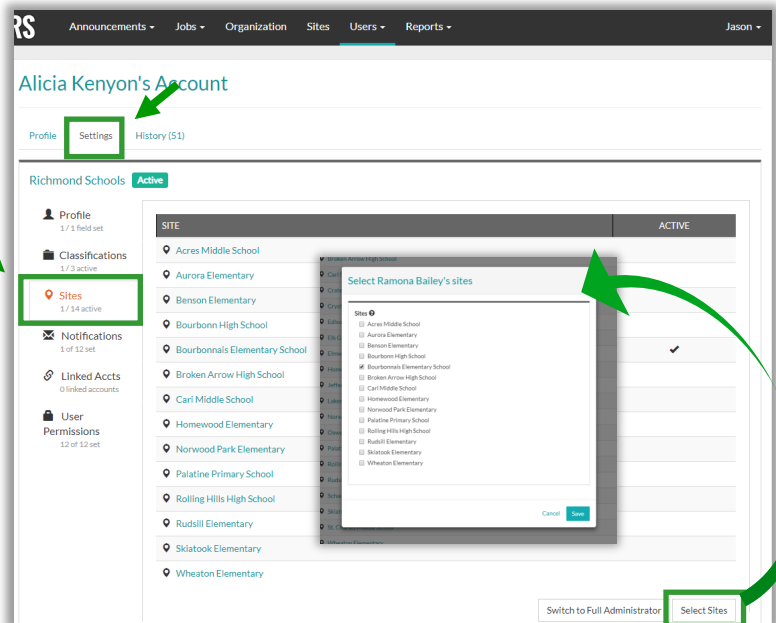 RS Announcements Jobs Organization Sites Users Reports Jason
Alicia Kenyon's Account
Profile Settings History (51)
Richmond Schools Active
Profile
1 / 1 field set
Classifications
1 / 3 active
Sites
1 / 14 active
Notifications
1 of 12 set
Linked Accts
0 linked accounts
User
Permissions
12 of 12 set
SITE ACTIVE
Acres Middle School
Aurora Elementary
Benson Elementary
Bourbonn High School
Bourbonnais Elementary School
Broken Arrow High School
Carl Middle School
Homewood Elementary
Norwood Park Elementary
Palatine Primary School
Rolling Hills High School
Rudsill Elementary
Skiatook Elementary
Wheaton Elementary
Broken Arrow High School
Select Ramona Bailey's sites
Sites
Acres Middle School
Aurora Elementary
Benson Elementary
Bourbonn High School
Bourbonnais Elementary School
Broken Arrow High School
Carl Middle School
Homewood Elementary
Norwood Park Elementary
Palatine Primary School
Rolling Hills High School
Rudsill Elementary
Skiatook Elementary
Wheaton Elementary
Cancel Save
Wheaton Elementary
Switch to Full Administrator Select Sites